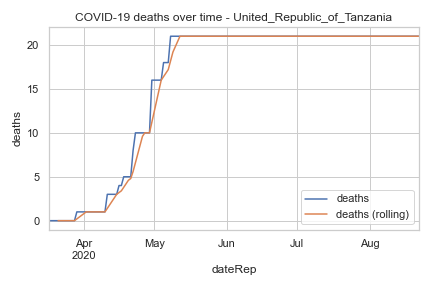 COVID-19 deaths over time - United_Republic_of_Tanzania
20
15
10
5
0
deaths
deaths
deaths (rolling)
Apr
2020
May
Jun
Jul
Aug
dateRep